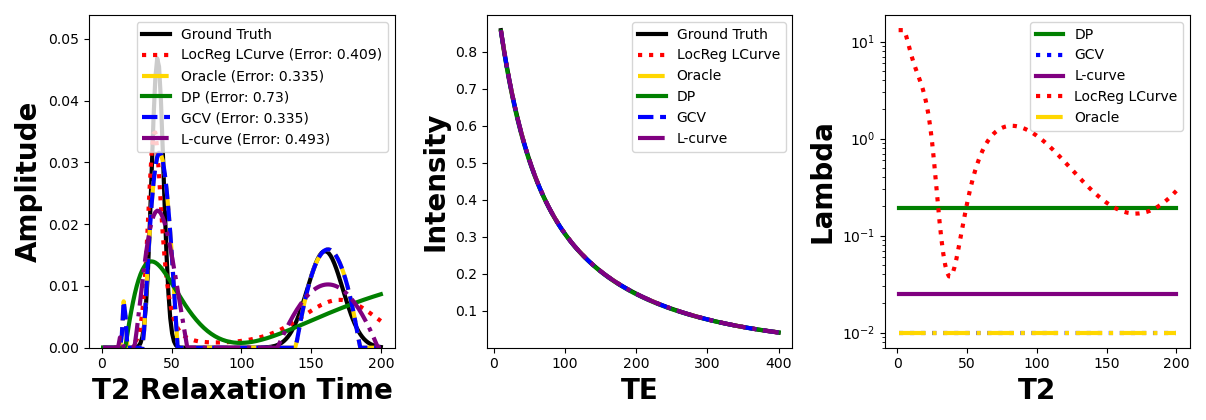 Amplitude
0.05
0.04
0.03
0.02
0.01
0.00
Ground Truth
LocReg LCurve (Error: 0.409)
Oracle (Error: 0.335)
DP (Error: 0.73)
GCV (Error: 0.335)
L-curve (Error: 0.493)
0 50 100 150 200
T2 Relaxation Time
Intensity
0.8
0.7
0.6
0.5
0.4
0.3
0.2
0.1
Ground Truth
LocReg LCurve
Oracle
DP
GCV
L-curve
0 100 200 300 400
TE
Lambda
10¹
10⁰
10⁻¹
10⁻²
DP
GCV
L-curve
LocReg LCurve
Oracle
0 50 100 150 200
T2